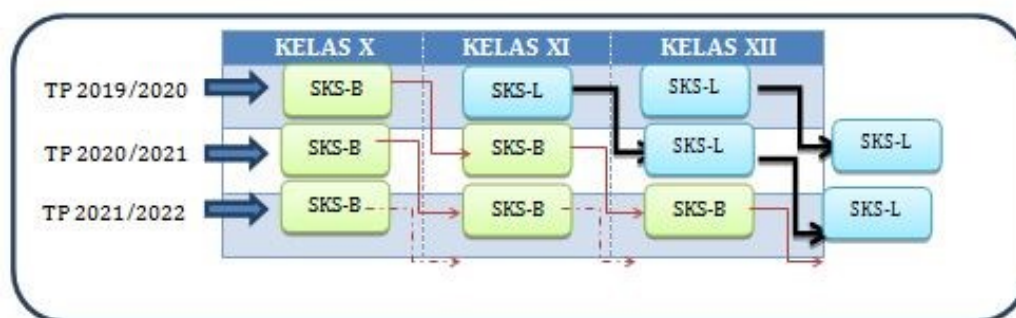 KELAS X KELAS XI KELAS XII
TP 2019/2020 SKS-B SKS-L SKS-L
TP 2020/2021 SKS-B SKS-B SKS-L SKS-L
TP 2021/2022 SKS-B SKS-B SKS-B SKS-L